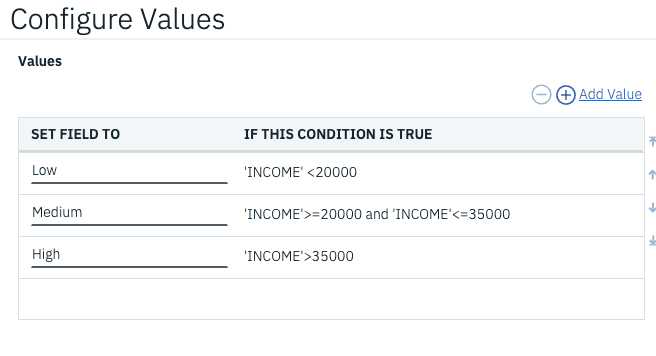 Configure Values
Values
Add Value
SET FIELD TO IF THIS CONDITION IS TRUE
Low 'INCOME' <20000
Medium 'INCOME'>=20000 and 'INCOME'<=35000
High 'INCOME'>35000